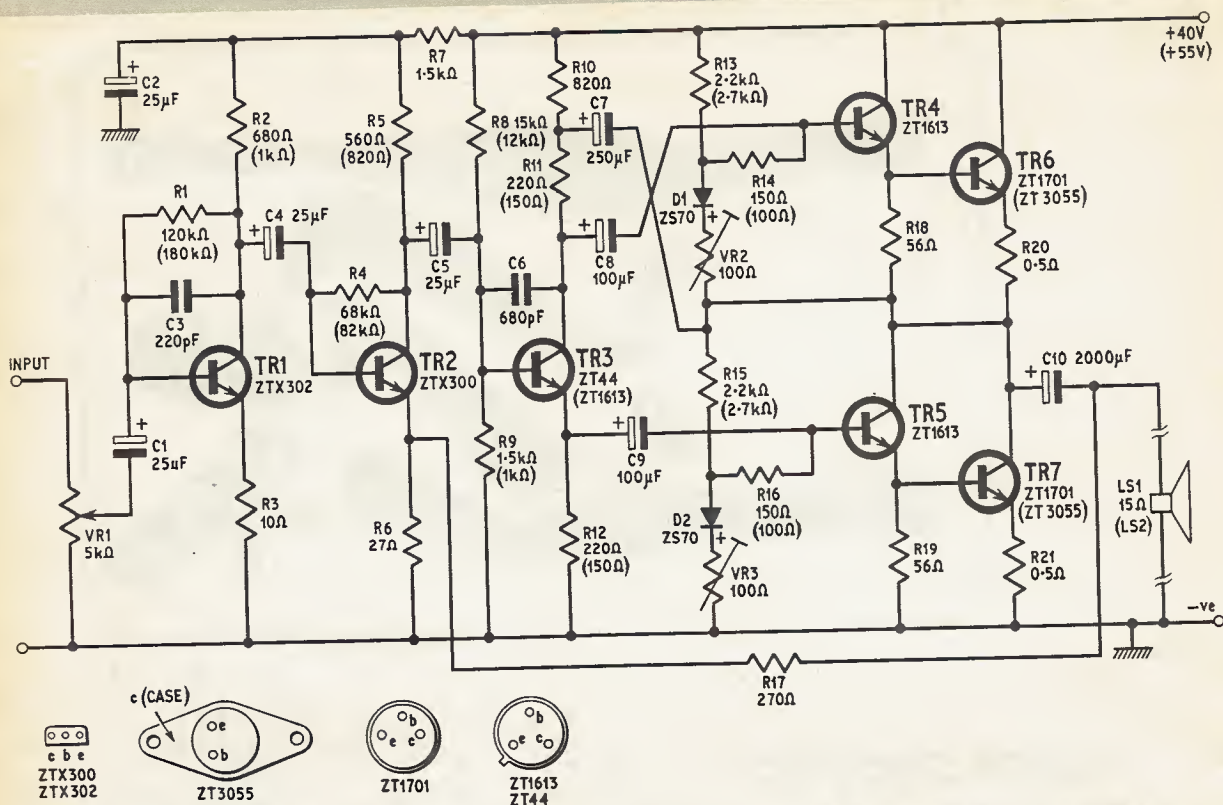 +40V
(+55V)
+
C2
25µF
R2
680Ω
(1kΩ)
R7
1·5kΩ
R5
560Ω
(820Ω)
R8 15kΩ
(12kΩ)
R10
820Ω
R11
220Ω
(150Ω)
+ C7
250µF
R13
2·2kΩ
(2·7kΩ)
R14
150Ω
(100Ω)
D1
ZS70
+
VR2
100Ω
TR4
ZT1613
TR6
ZT1701
(ZT3055)
R18
56Ω
R20
0·5Ω
R1
120kΩ
(180kΩ)
C4 25µF
+
C3
220pF
R4
68kΩ
(82kΩ)
+
C5
25µF
C6
680pF
+
C8
100µF
INPUT
TR1
ZTX302
TR2
ZTX300
TR3
ZT44
(ZT1613)
R15
2·2kΩ
(2·7kΩ)
TR5
ZT1613
C10 2000µF
+
TR7
ZT1701
(ZT3055)
LS1
15Ω
(LS2)
+
C1
25µF
VR1
5kΩ
R3
10Ω
R6
27Ω
R9
1·5kΩ
(1kΩ)
+
C9
100µF
R12
220Ω
(150Ω)
R16
150Ω
(100Ω)
D2
ZS70
+
VR3
100Ω
R19
56Ω
R21
0·5Ω
-ve
R17
270Ω
c (CASE)
c b e
ZTX300
ZTX302
e
b
ZT3055
b
e c
ZT1701
b
e c
ZT1613
ZT44